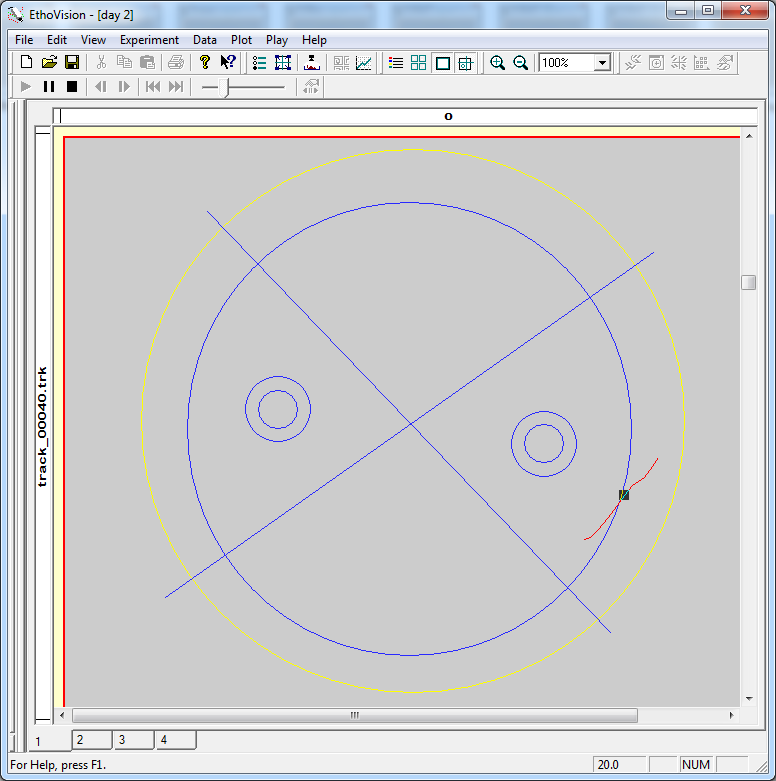 EthoVision - [day 2]
File Edit View Experiment Data Plot Play Help
100%
o
track_00040.trk
1 2 3 4
For Help, press F1.
20.0
NUM